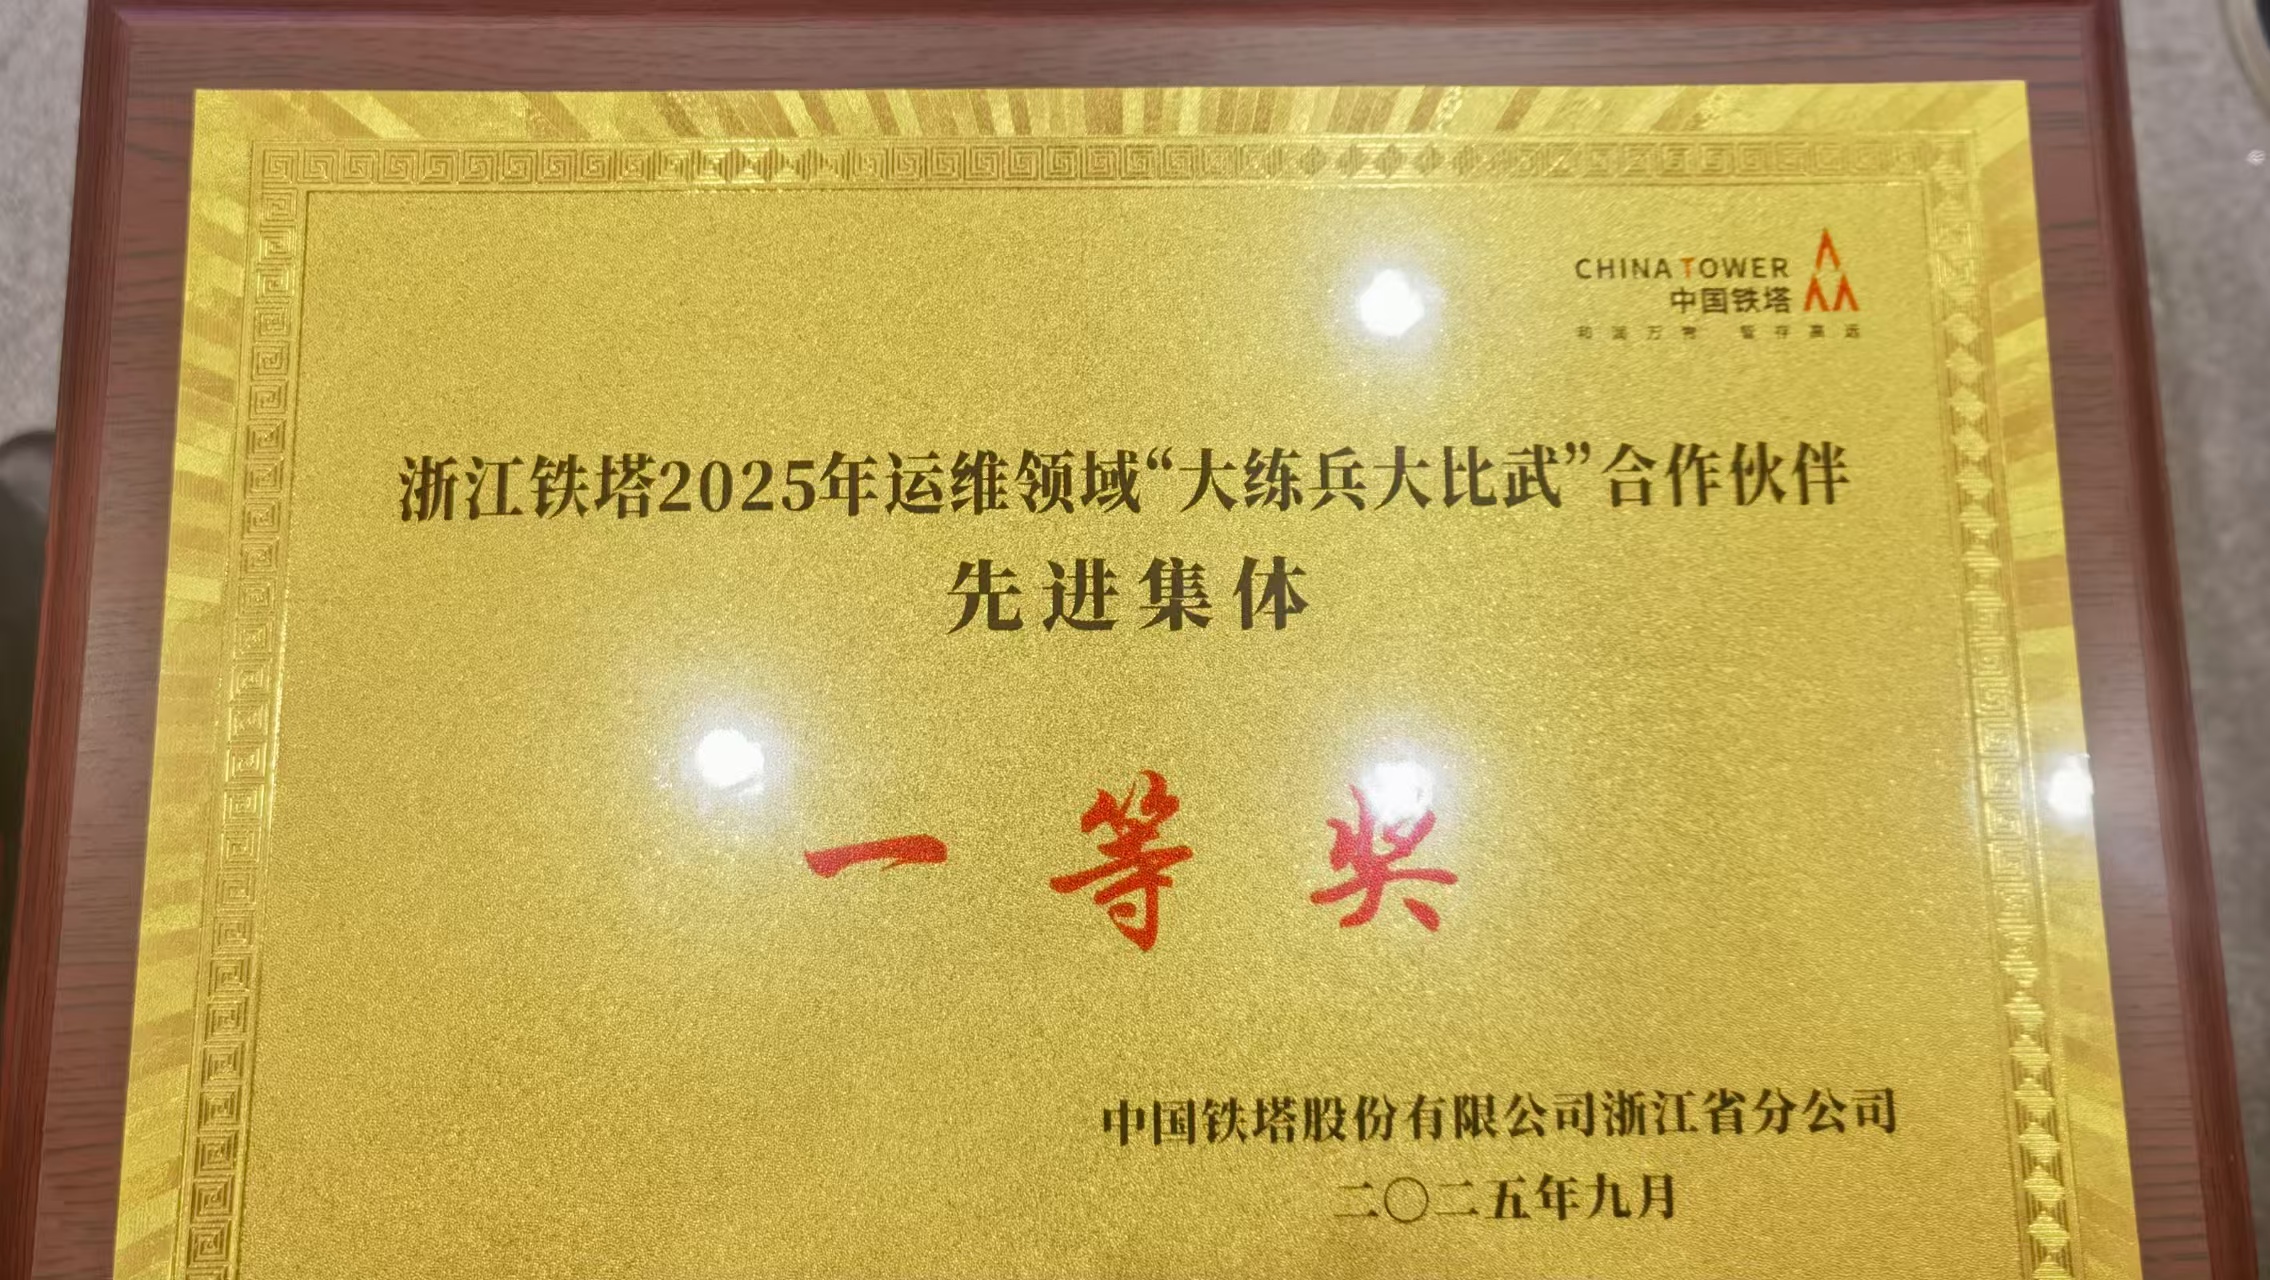 CHINA TOWER
中国铁塔
浙江铁塔2025年运维领域“大练兵大比武”合作伙伴
先进集体
一等奖
中国铁塔股份有限公司浙江省分公司
二〇二五年九月